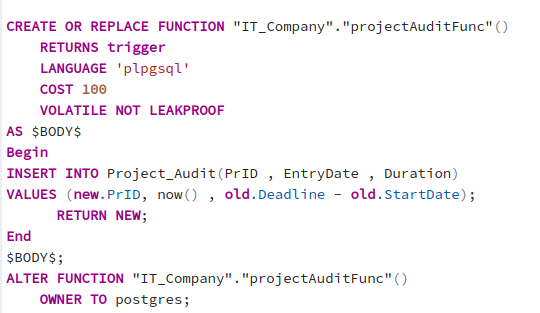 CREATE OR REPLACE FUNCTION "IT_Company"."projectAuditFunc"()
    RETURNS trigger
    LANGUAGE 'plpgsql'
    COST 100
    VOLATILE NOT LEAKPROOF
AS $BODY$
Begin
INSERT INTO Project_Audit(PrID , EntryDate , Duration)
VALUES (new.PrID, now() , old.Deadline - old.StartDate);
      RETURN NEW;
End
$BODY$;
ALTER FUNCTION "IT_Company"."projectAuditFunc"()
    OWNER TO postgres;